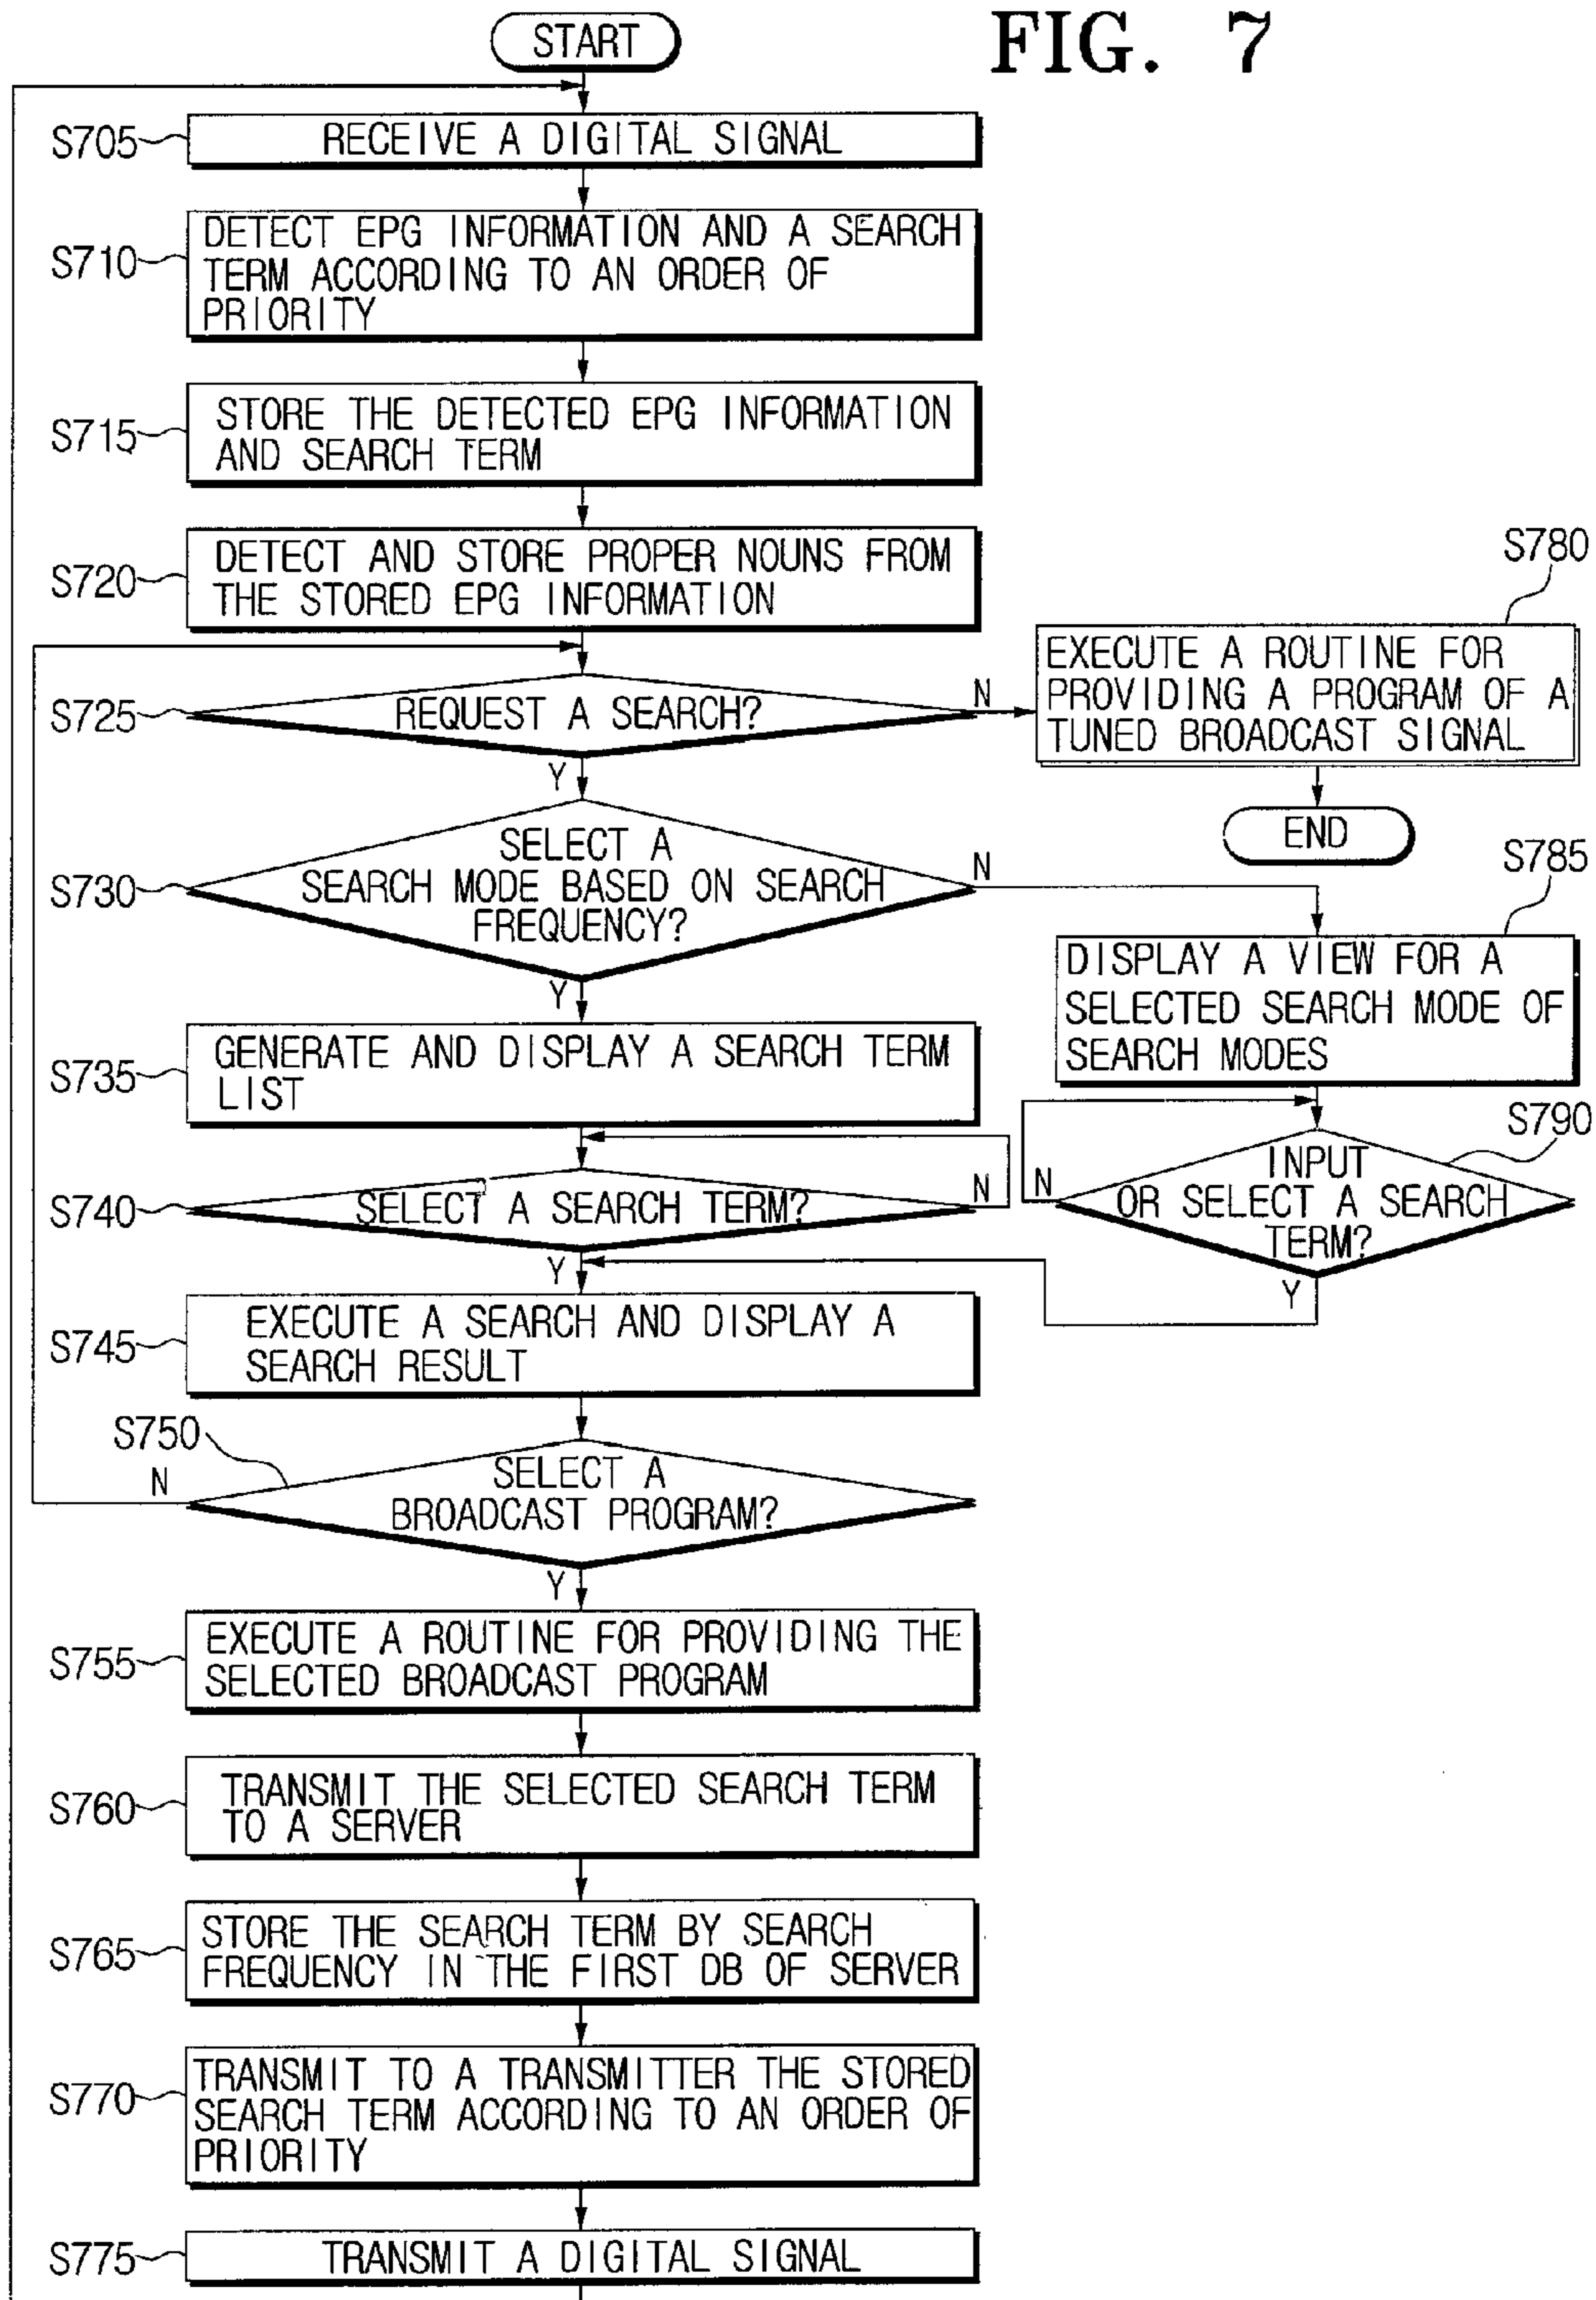 FIG. 7
START
S705
RECEIVE A DIGITAL SIGNAL
S710
DETECT EPG INFORMATION AND A SEARCH
TERM ACCORDING TO AN ORDER OF
PRIORITY
S715
STORE THE DETECTED EPG INFORMATION
AND SEARCH TERM
S720
DETECT AND STORE PROPER NOUNS FROM
THE STORED EPG INFORMATION
S725
REQUEST A SEARCH?
N
Y
S780
EXECUTE A ROUTINE FOR
PROVIDING A PROGRAM OF A
TUNED BROADCAST SIGNAL
END
S730
SELECT A
SEARCH MODE BASED ON SEARCH
FREQUENCY?
N
Y
S785
DISPLAY A VIEW FOR A
SELECTED SEARCH MODE OF
SEARCH MODES
S735
GENERATE AND DISPLAY A SEARCH TERM
LIST
S740
SELECT A SEARCH TERM?
N
Y
S790
INPUT
OR SELECT A SEARCH
TERM?
N
Y
S745
EXECUTE A SEARCH AND DISPLAY A
SEARCH RESULT
S750
SELECT A
BROADCAST PROGRAM?
N
Y
S755
EXECUTE A ROUTINE FOR PROVIDING THE
SELECTED BROADCAST PROGRAM
S760
TRANSMIT THE SELECTED SEARCH TERM
TO A SERVER
S765
STORE THE SEARCH TERM BY SEARCH
FREQUENCY IN THE FIRST DB OF SERVER
S770
TRANSMIT TO A TRANSMITTER THE STORED
SEARCH TERM ACCORDING TO AN ORDER OF
PRIORITY
S775
TRANSMIT A DIGITAL SIGNAL